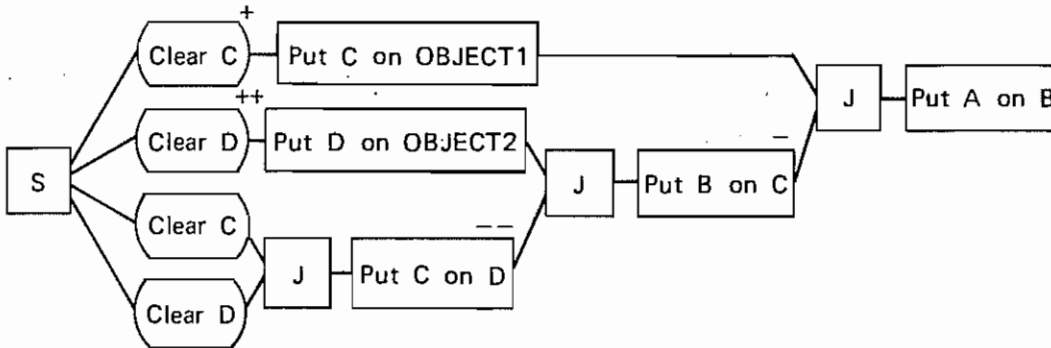 +
Clear C
Put C on OBJECT1
++
Clear D
Put D on OBJECT2
S
J
Put A on B
−
J
Put B on C
Clear C
− −
J
Put C on D
Clear D